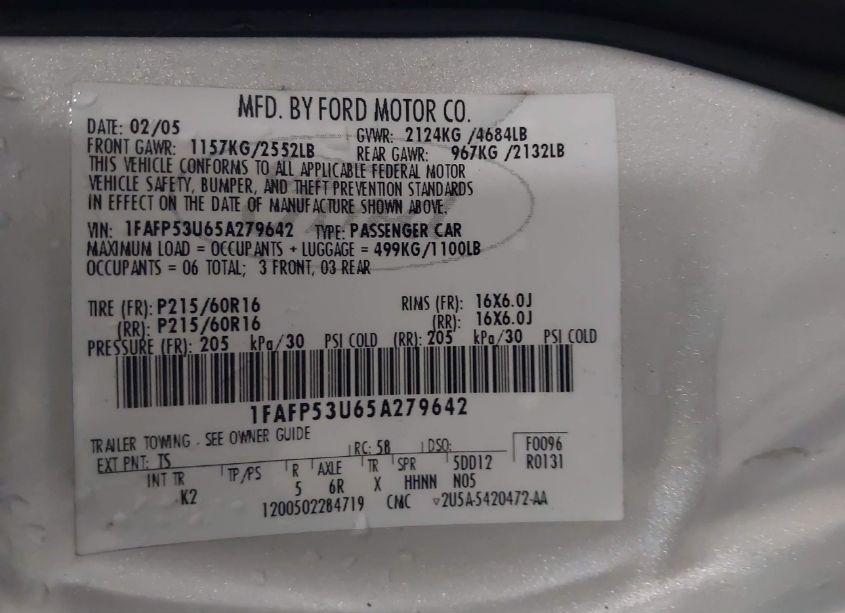 MFD. BY FORD MOTOR CO.
DATE: 02/05 GVWR: 2124KG /4684LB
FRONT GAWR: 1157KG/2552LB REAR GAWR: 967KG /2132LB
THIS VEHICLE CONFORMS TO ALL APPLICABLE FEDERAL MOTOR
VEHICLE SAFETY, BUMPER, AND THEFT PREVENTION STANDARDS
IN EFFECT ON THE DATE OF MANUFACTURE SHOWN ABOVE.
VIN: 1FAFP53U65A279642 TYPE: PASSENGER CAR
MAXIMUM LOAD = OCCUPANTS + LUGGAGE = 499KG/1100LB
OCCUPANTS = 06 TOTAL; 3 FRONT, 03 REAR
TIRE (FR): P215/60R16 RIMS (FR): 16X6.0J
(RR): P215/60R16 (RR): 16X6.0J
PRESSURE (FR): 205 kPa/30 PSI COLD (RR): 205 kPa/30 PSI COLD
1FAFP53U65A279642
TRAILER TOWING - SEE OWNER GUIDE
EXT PNT: TS RC: 58 DSO: F0096
INT TR TP/PS R AXLE TR SPR 5DD12 R0131
K2 5 6R X HHNN N05
1200502284719 CMC ▽2U5A-5420472-AA